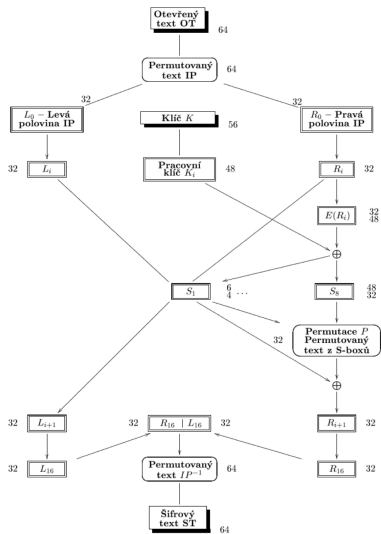 Otevřený
text OT
64
Permutovaný
text IP
64
32
32
L₀ – Levá
polovina IP
Klíč K
56
R₀ – Pravá
polovina IP
32
Lᵢ
Pracovní
klíč Kᵢ
48
Rᵢ
32
E(Rᵢ)
32
48
⊕
S₁
6
4 ...
S₈
48
32
32
Permutace P
Permutovaný
text z S-boxů
⊕
32
Lᵢ₊₁
32
R₁₆ | L₁₆
32
Rᵢ₊₁
32
32
L₁₆
Permutovaný
text IP⁻¹
64
R₁₆
32
Šifrový
text ST
64